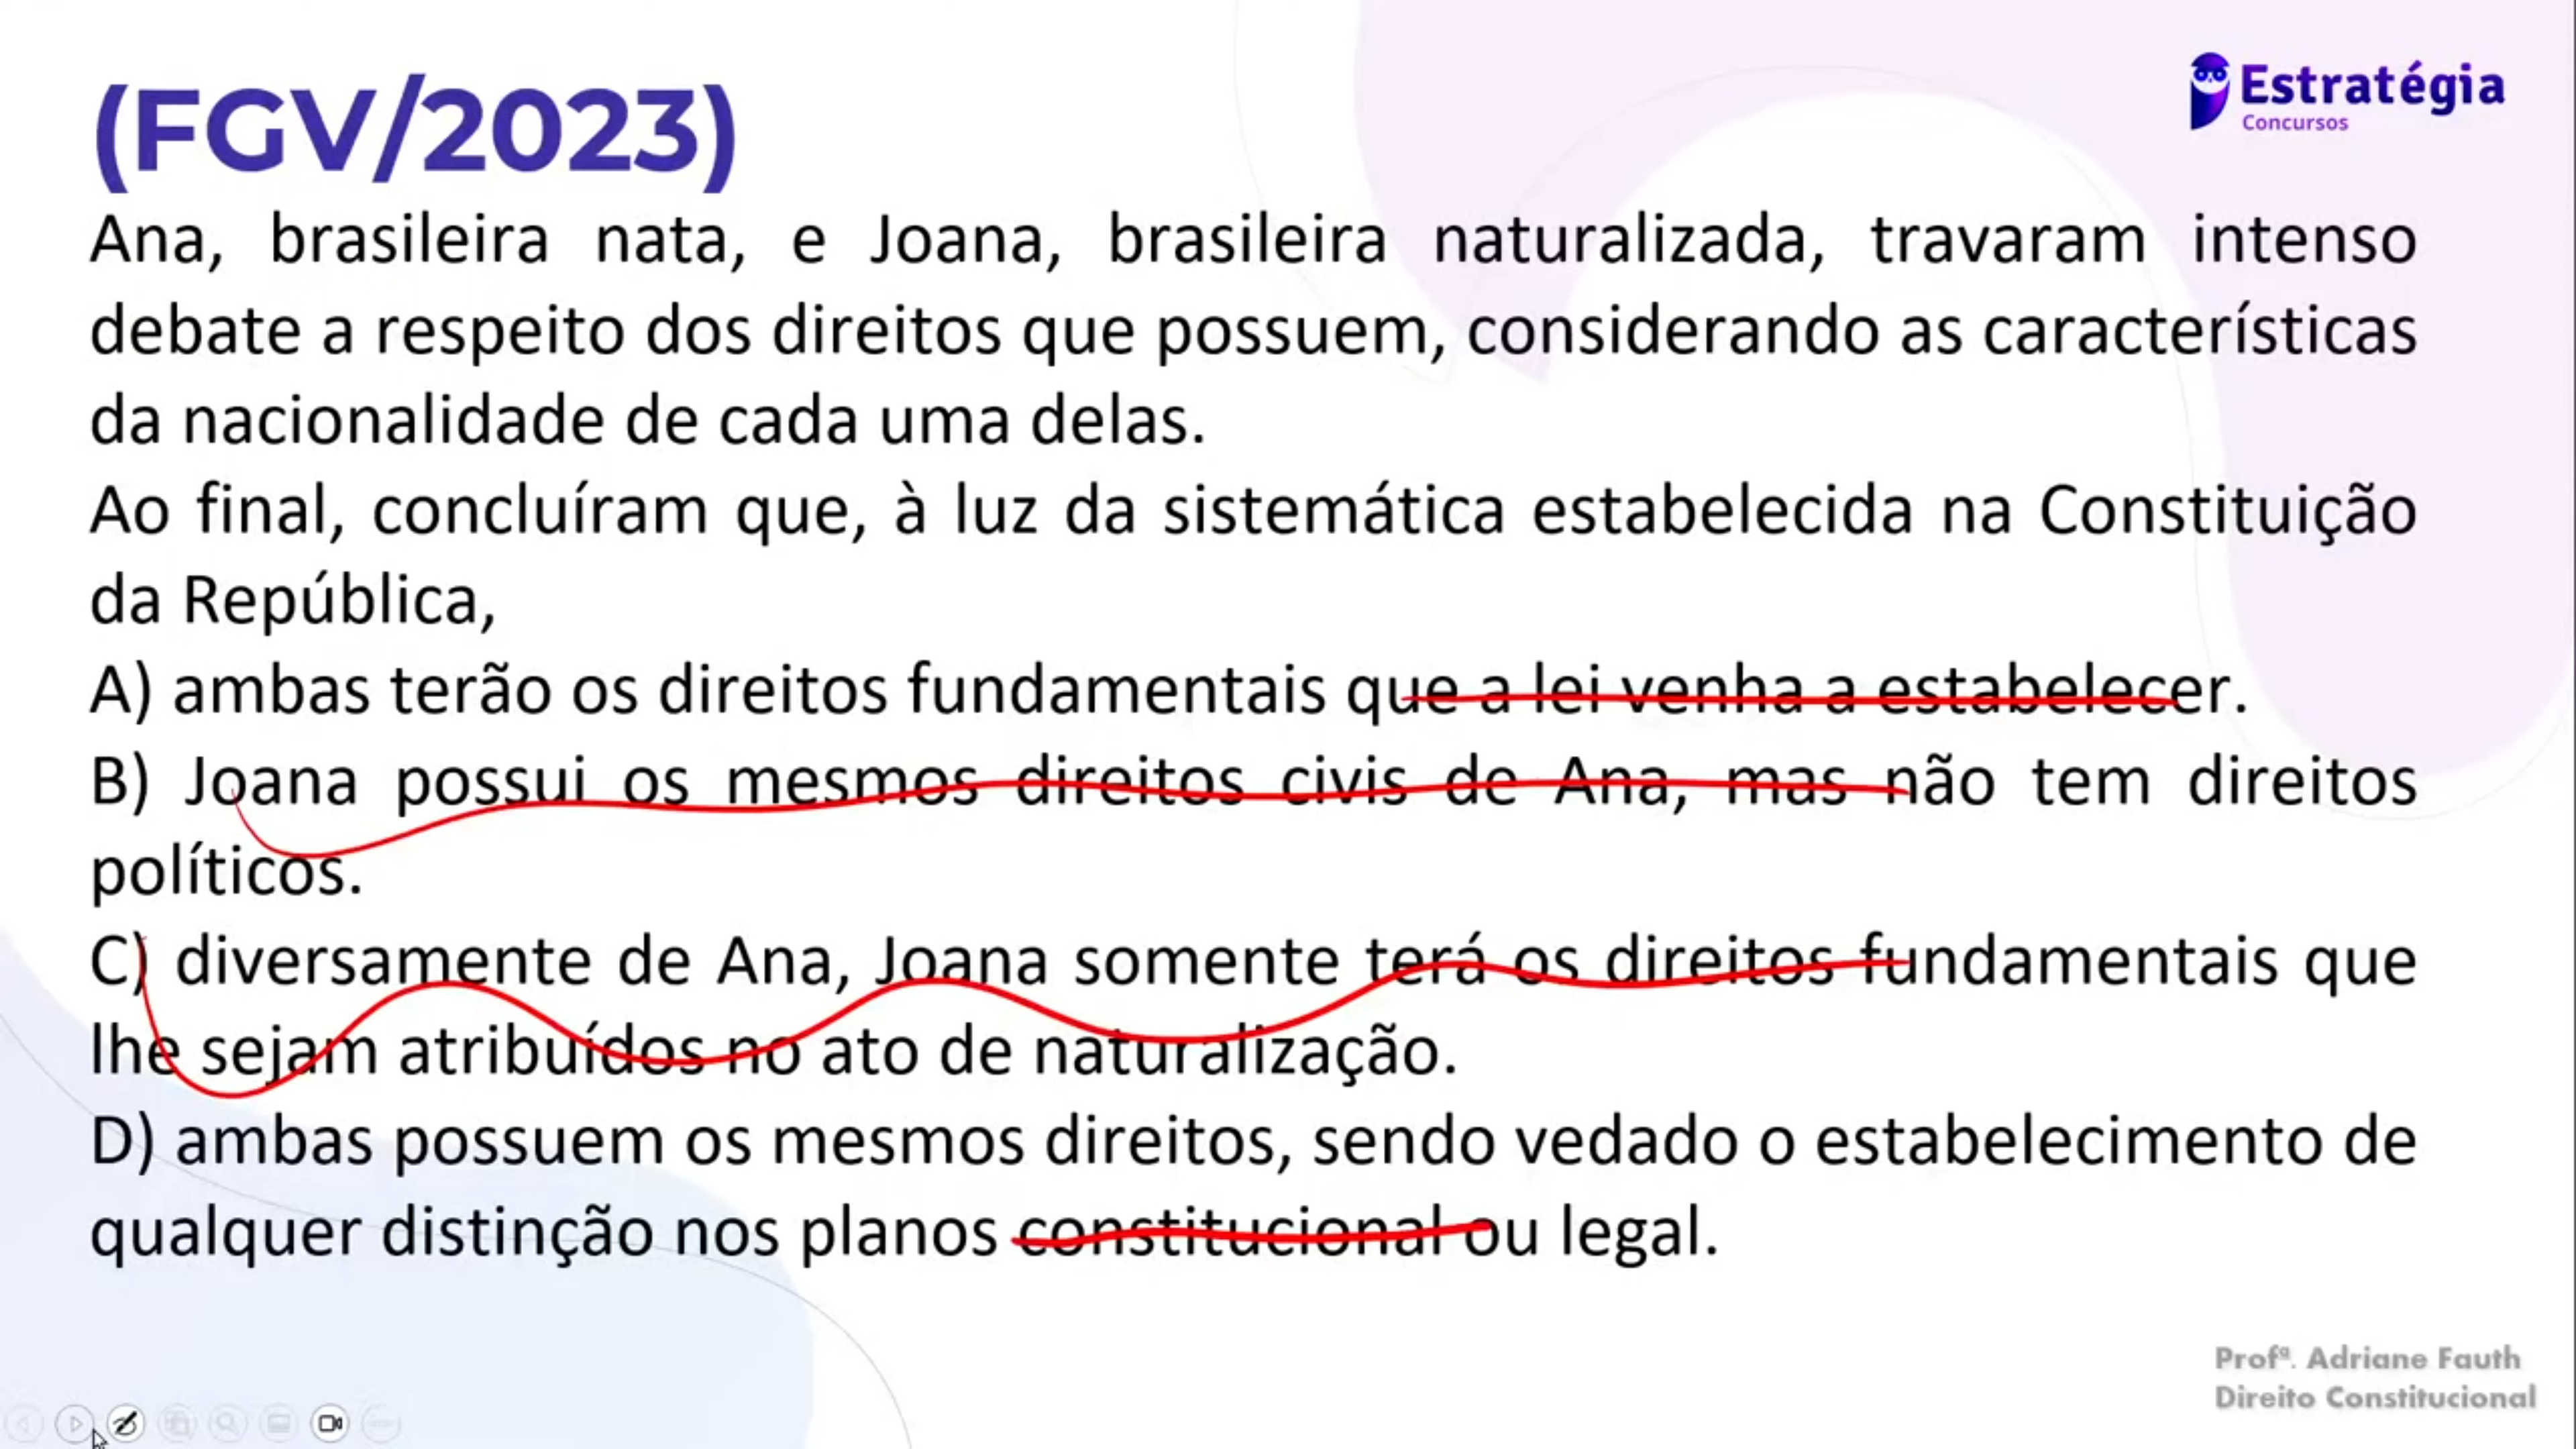 (FGV/2023)
Estratégia
Concursos
Ana, brasileira nata, e Joana, brasileira naturalizada, travaram intenso
debate a respeito dos direitos que possuem, considerando as características
da nacionalidade de cada uma delas.
Ao final, concluíram que, à luz da sistemática estabelecida na Constituição
da República,
A) ambas terão os direitos fundamentais que a lei venha a estabelecer.
B) Joana possui os mesmos direitos civis de Ana, mas não tem direitos
políticos.
C) diversamente de Ana, Joana somente terá os direitos fundamentais que
lhe sejam atribuídos no ato de naturalização.
D) ambas possuem os mesmos direitos, sendo vedado o estabelecimento de
qualquer distinção nos planos constitucional ou legal.
Profª. Adriane Fauth
Direito Constitucional